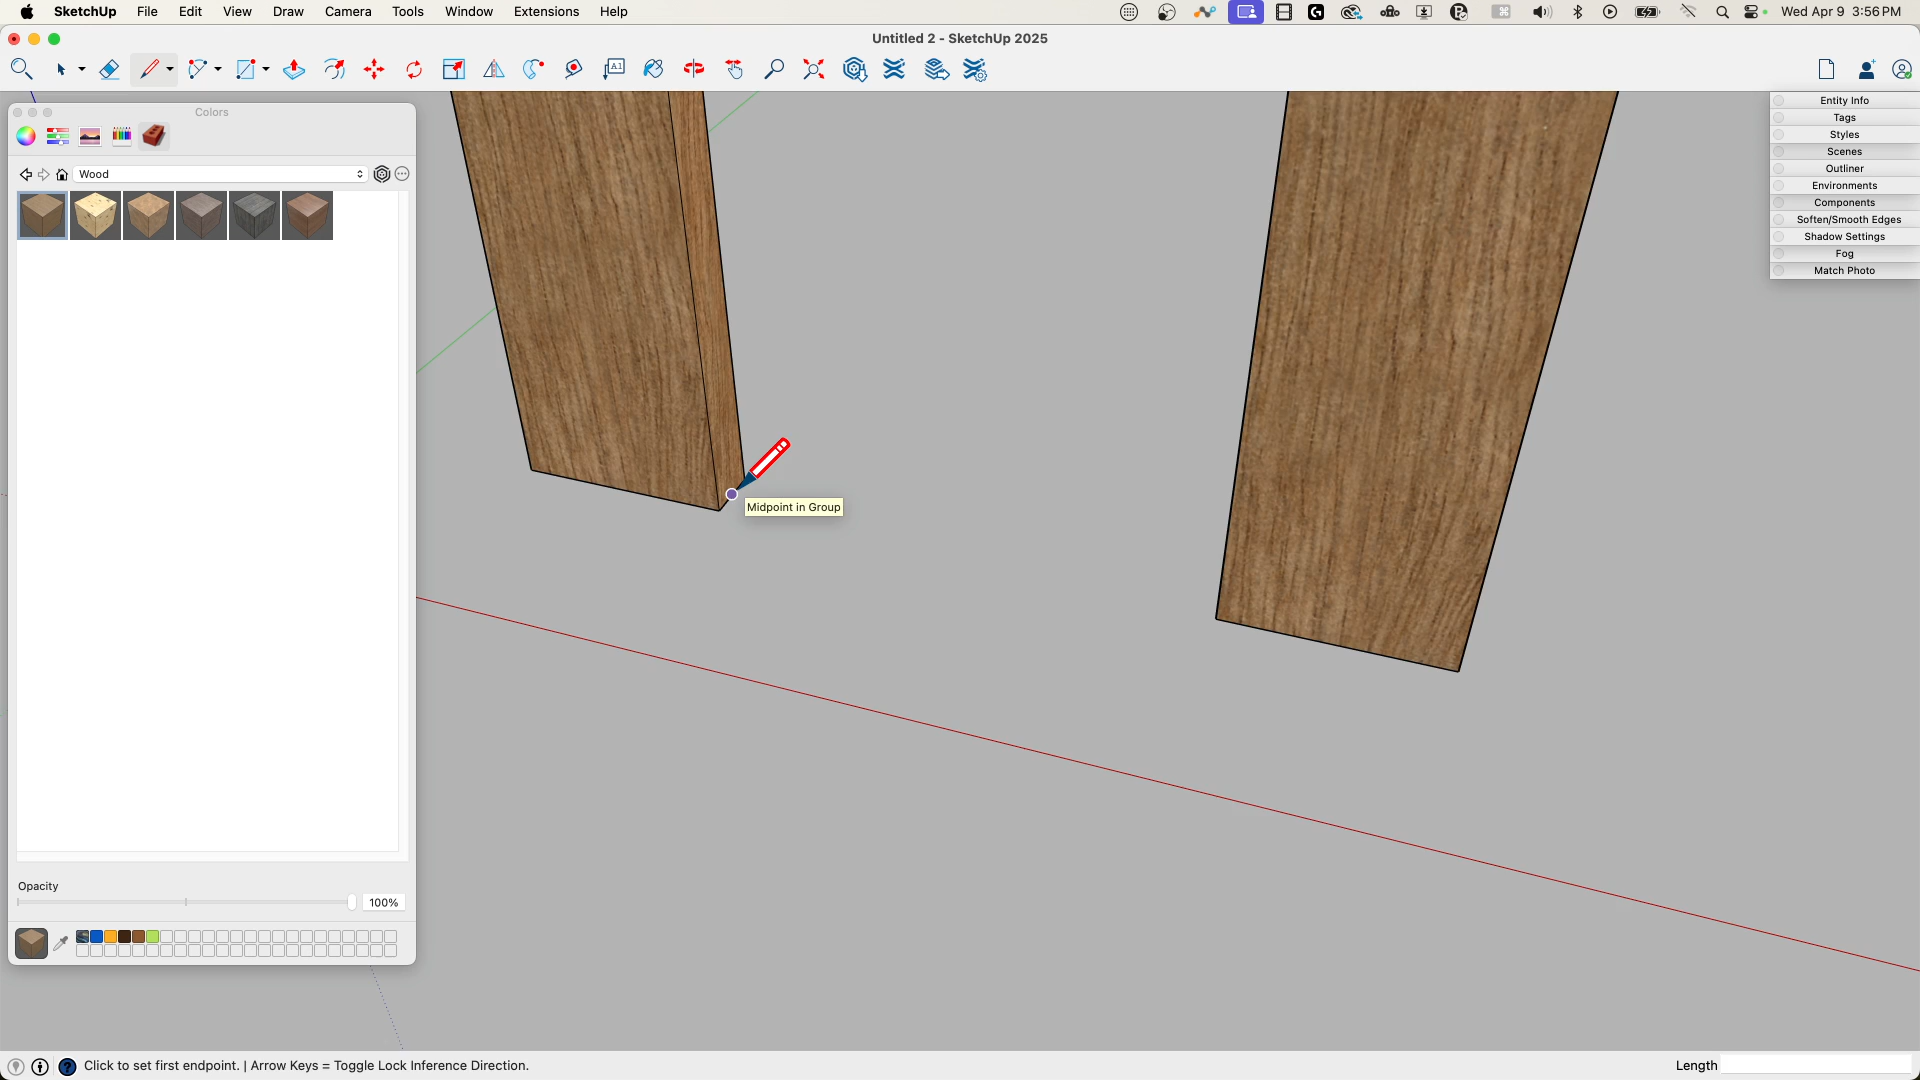 SketchUp File Edit View Draw Camera Tools Window Extensions Help
Wed Apr 9 3:56 PM
Untitled 2 - SketchUp 2025
A1
Colors
Wood
Entity Info
Tags
Styles
Scenes
Outliner
Environments
Components
Soften/Smooth Edges
Shadow Settings
Fog
Match Photo
Midpoint in Group
Opacity
100%
Click to set first endpoint. | Arrow Keys = Toggle Lock Inference Direction.
Length